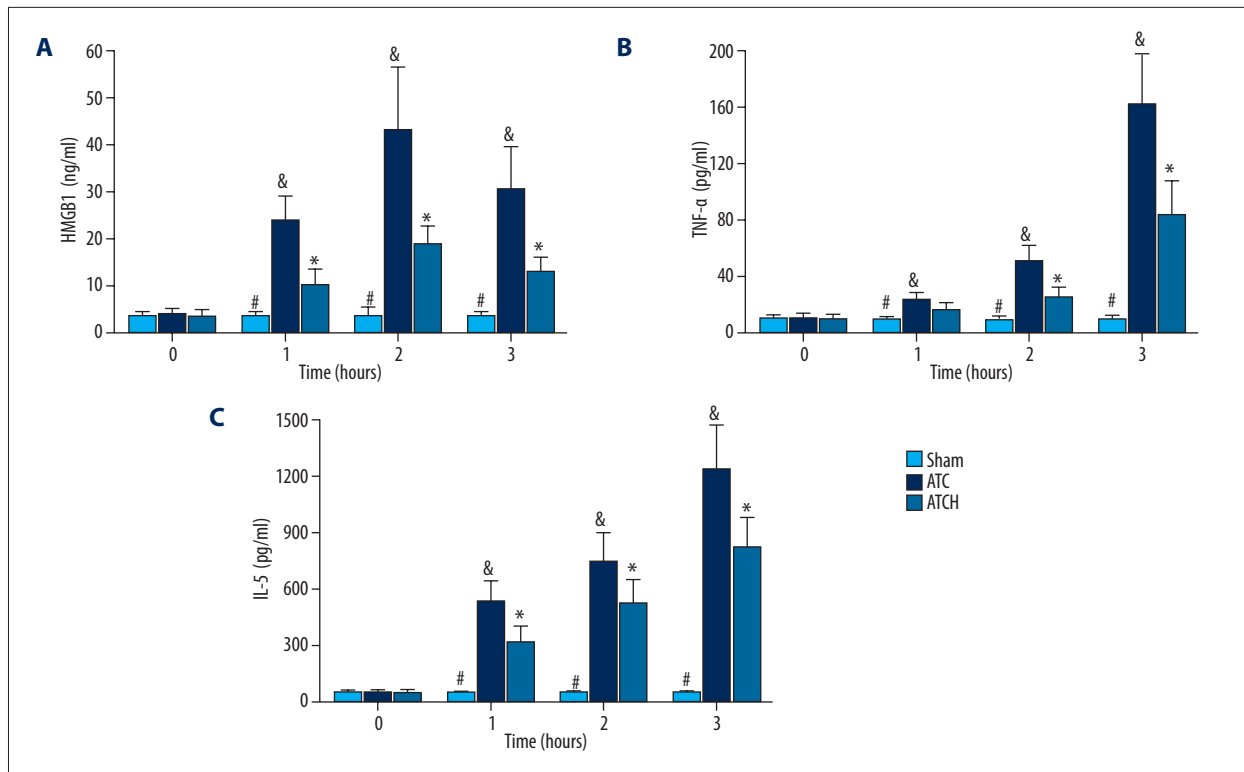 A
HMGB1 (ng/ml)
60
50
40
30
20
10
0
# & 
# & *
# & *
*
0 1 2 3
Time (hours)
B
TNF-α (pg/ml)
200
160
120
80
40
0
# &
# & *
# & *
0 1 2 3
Time (hours)
C
IL-5 (pg/ml)
1500
1200
900
600
300
0
# & *
# & *
# & *
0 1 2 3
Time (hours)
Sham
ATC
ATCH